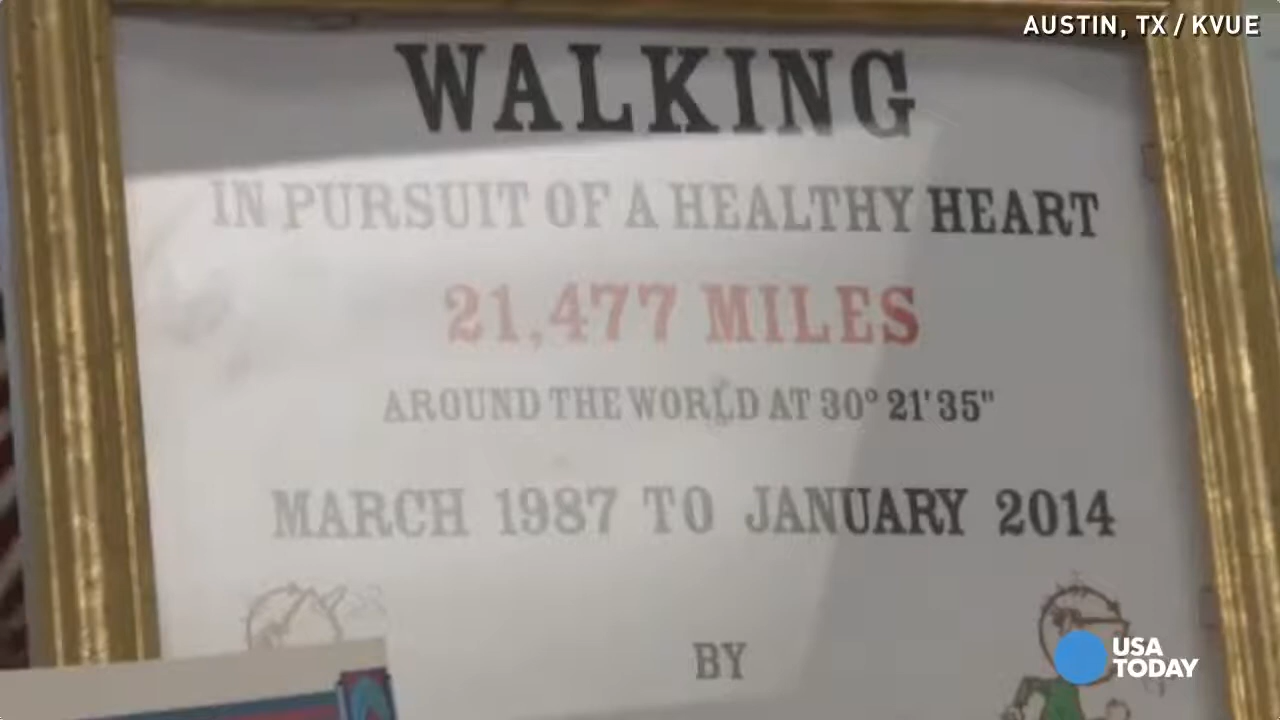 AUSTIN, TX / KVUE
WALKING
IN PURSUIT OF A HEALTHY HEART
21,477 MILES
AROUND THE WORLD AT 30° 21' 35"
MARCH 1987 TO JANUARY 2014
BY
USA
TODAY